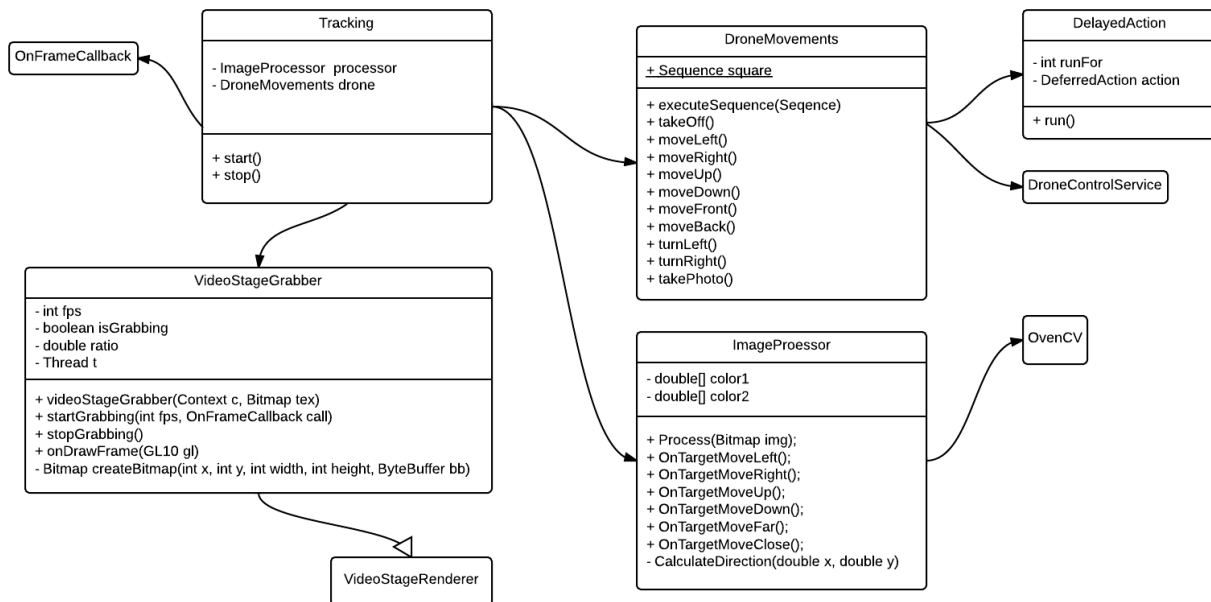 OnFrameCallback
Tracking
- ImageProcessor  processor
- DroneMovements drone
+ start()
+ stop()
VideoStageGrabber
- int fps
- boolean isGrabbing
- double ratio
- Thread t
+ videoStageGrabber(Context c, Bitmap tex)
+ startGrabbing(int fps, OnFrameCallback call)
+ stopGrabbing()
+ onDrawFrame(GL10 gl)
- Bitmap createBitmap(int x, int y, int width, int height, ByteBuffer bb)
VideoStageRenderer
DroneMovements
+ Sequence square
+ executeSequence(Seqence)
+ takeOff()
+ moveLeft()
+ moveRight()
+ moveUp()
+ moveDown()
+ moveFront()
+ moveBack()
+ turnLeft()
+ turnRight()
+ takePhoto()
ImageProessor
- double[] color1
- double[] color2
+ Process(Bitmap img);
+ OnTargetMoveLeft();
+ OnTargetMoveRight();
+ OnTargetMoveUp();
+ OnTargetMoveDown();
+ OnTargetMoveFar();
+ OnTargetMoveClose();
- CalculateDirection(double x, double y)
DelayedAction
- int runFor
- DeferredAction action
+ run()
DroneControlService
OvenCV